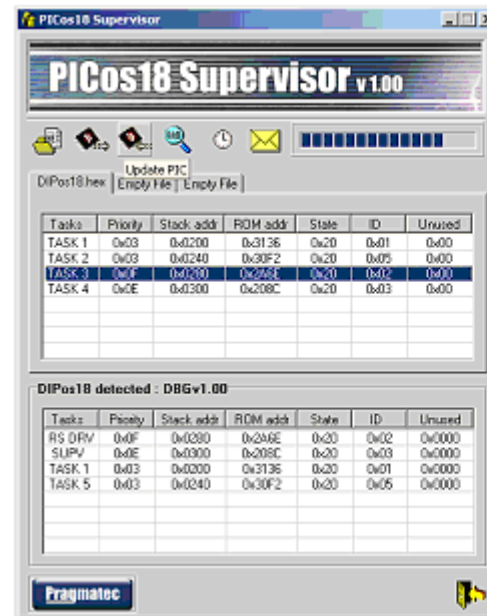 PICos18 Supervisor
PICos18 Supervisor v 1.00
Update PIC
DIPos18.hex Empty File Empty File
Tasks Priority Stack addr ROM addr State ID Unused
TASK 1 0x03 0x0200 0x3136 0x20 0x01 0x00
TASK 2 0x03 0x0240 0x30F2 0x20 0x05 0x00
TASK 3 0x0F 0x0280 0x2A6E 0x20 0x02 0x00
TASK 4 0x0E 0x0300 0x208C 0x20 0x03 0x00
DIPos18 detected : DBGv1.00
Tasks Priority Stack addr ROM addr State ID Unused
RS DRV 0x0F 0x0280 0x2A6E 0x20 0x02 0x0000
SUPV 0x0E 0x0300 0x208C 0x20 0x03 0x0000
TASK 1 0x03 0x0200 0x3136 0x20 0x01 0x0000
TASK 5 0x03 0x0240 0x30F2 0x20 0x05 0x0000
Pragmatec